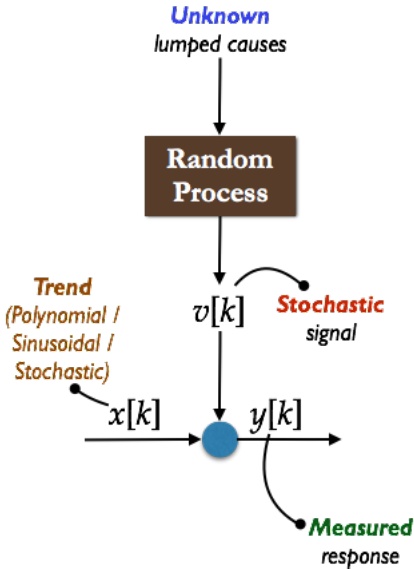 Unknown
lumped causes
Random
Process
v[k]
Stochastic
signal
Trend
(Polynomial /
Sinusoidal /
Stochastic)
x[k]
y[k]
Measured
response